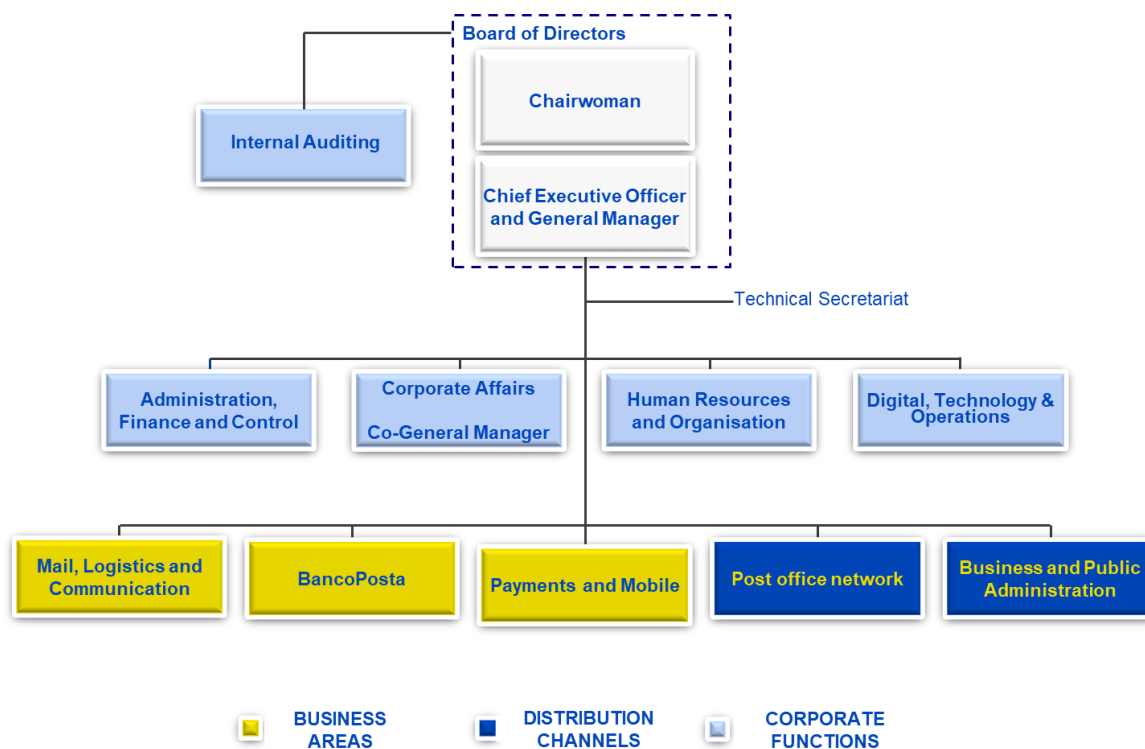 Board of Directors
Chairwoman
Internal Auditing
Chief Executive Officer
and General Manager
Technical Secretariat
Administration,
Finance and Control
Corporate Affairs
Co-General Manager
Human Resources
and Organisation
Digital, Technology &
Operations
Mail, Logistics and
Communication
BancoPosta
Payments and Mobile
Post office network
Business and Public
Administration
BUSINESS
AREAS
DISTRIBUTION
CHANNELS
CORPORATE
FUNCTIONS